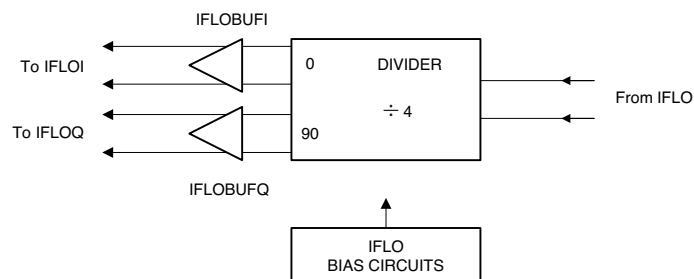 IFLOBUFI
To IFLOI
0
DIVIDER
From IFLO
÷ 4
To IFLOQ
90
IFLOBUFQ
IFLO
BIAS CIRCUITS